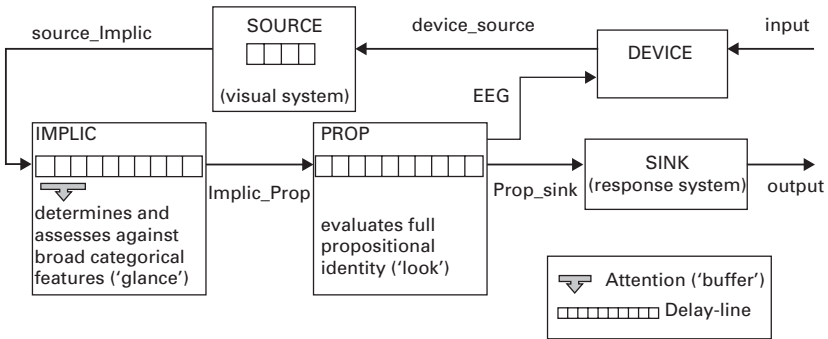 source_Implic
SOURCE
(visual system)
device_source
DEVICE
input
EEG
IMPLIC
determines and
assesses against
broad categorical
features (‘glance’)
Implic_Prop
PROP
evaluates full
propositional
identity (‘look’)
Prop_sink
SINK
(response system)
output
Attention (‘buffer’)
Delay-line